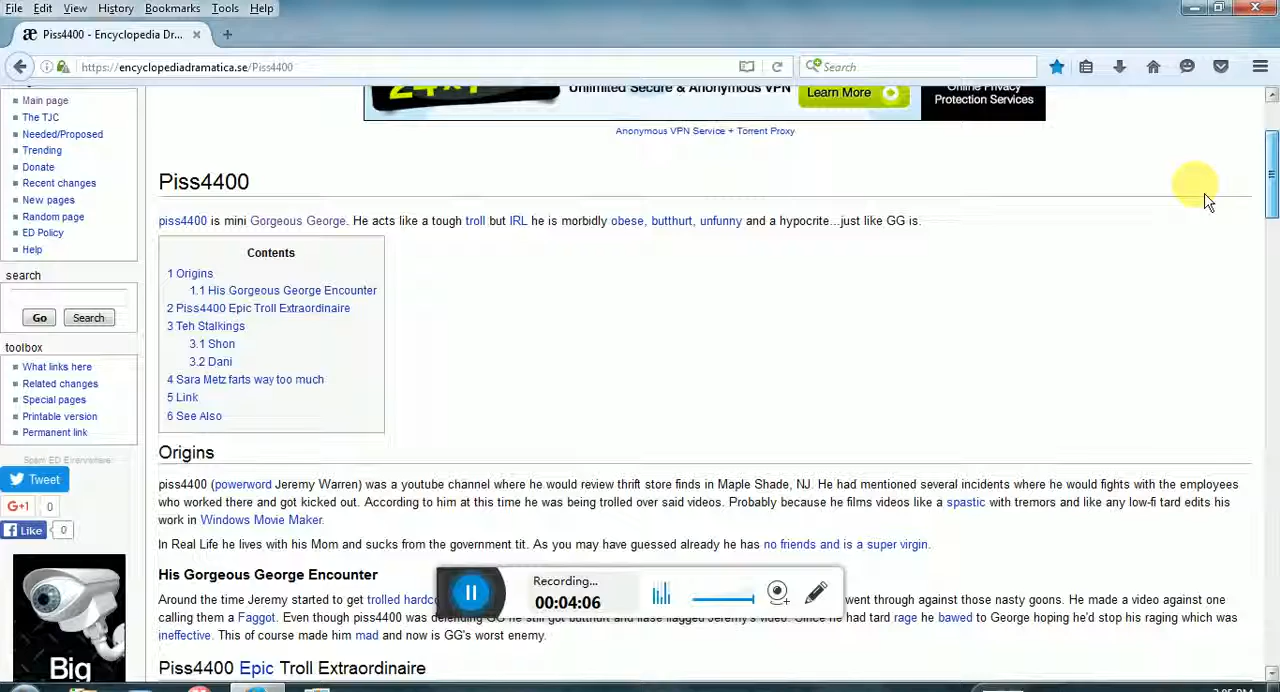 File Edit View History Bookmarks Tools Help
æ Piss4400 - Encyclopedia Dr...
https://encyclopediadramatica.se/Piss4400
Search
Unlimited Secure & Anonymous VPN
Learn More
Online Privacy
Protection Services
Anonymous VPN Service + Torrent Proxy
Main page
The TJC
Needed/Proposed
Trending
Donate
Recent changes
New pages
Random page
ED Policy
Help
search
Go Search
toolbox
What links here
Related changes
Special pages
Printable version
Permanent link
Spam ED Everywhere:
Tweet
G+1 0
Like 0
Big
Piss4400
piss4400 is mini Gorgeous George. He acts like a tough troll but IRL he is morbidly obese, butthurt, unfunny and a hypocrite...just like GG is.
Contents
1 Origins
1.1 His Gorgeous George Encounter
2 Piss4400 Epic Troll Extraordinaire
3 Teh Stalkings
3.1 Shon
3.2 Dani
4 Sara Metz farts way too much
5 Link
6 See Also
Origins
piss4400 (powerword Jeremy Warren) was a youtube channel where he would review thrift store finds in Maple Shade, NJ. He had mentioned several incidents where he would fights with the employees
who worked there and got kicked out. According to him at this time he was being trolled over said videos. Probably because he films videos like a spastic with tremors and like any low-fi tard edits his
work in Windows Movie Maker.
In Real Life he lives with his Mom and sucks from the government tit. As you may have guessed already he has no friends and is a super virgin.
His Gorgeous George Encounter
Around the time Jeremy started to get trolled hardco went through against those nasty goons. He made a video against one
calling them a Faggot. Even though piss4400 was defending GG he still got butthurt and flagged Jeremy's video. Since he had tard rage he bawed to George hoping he'd stop his raging which was
ineffective. This of course made him mad and now is GG's worst enemy.
Piss4400 Epic Troll Extraordinaire
Recording...
00:04:06